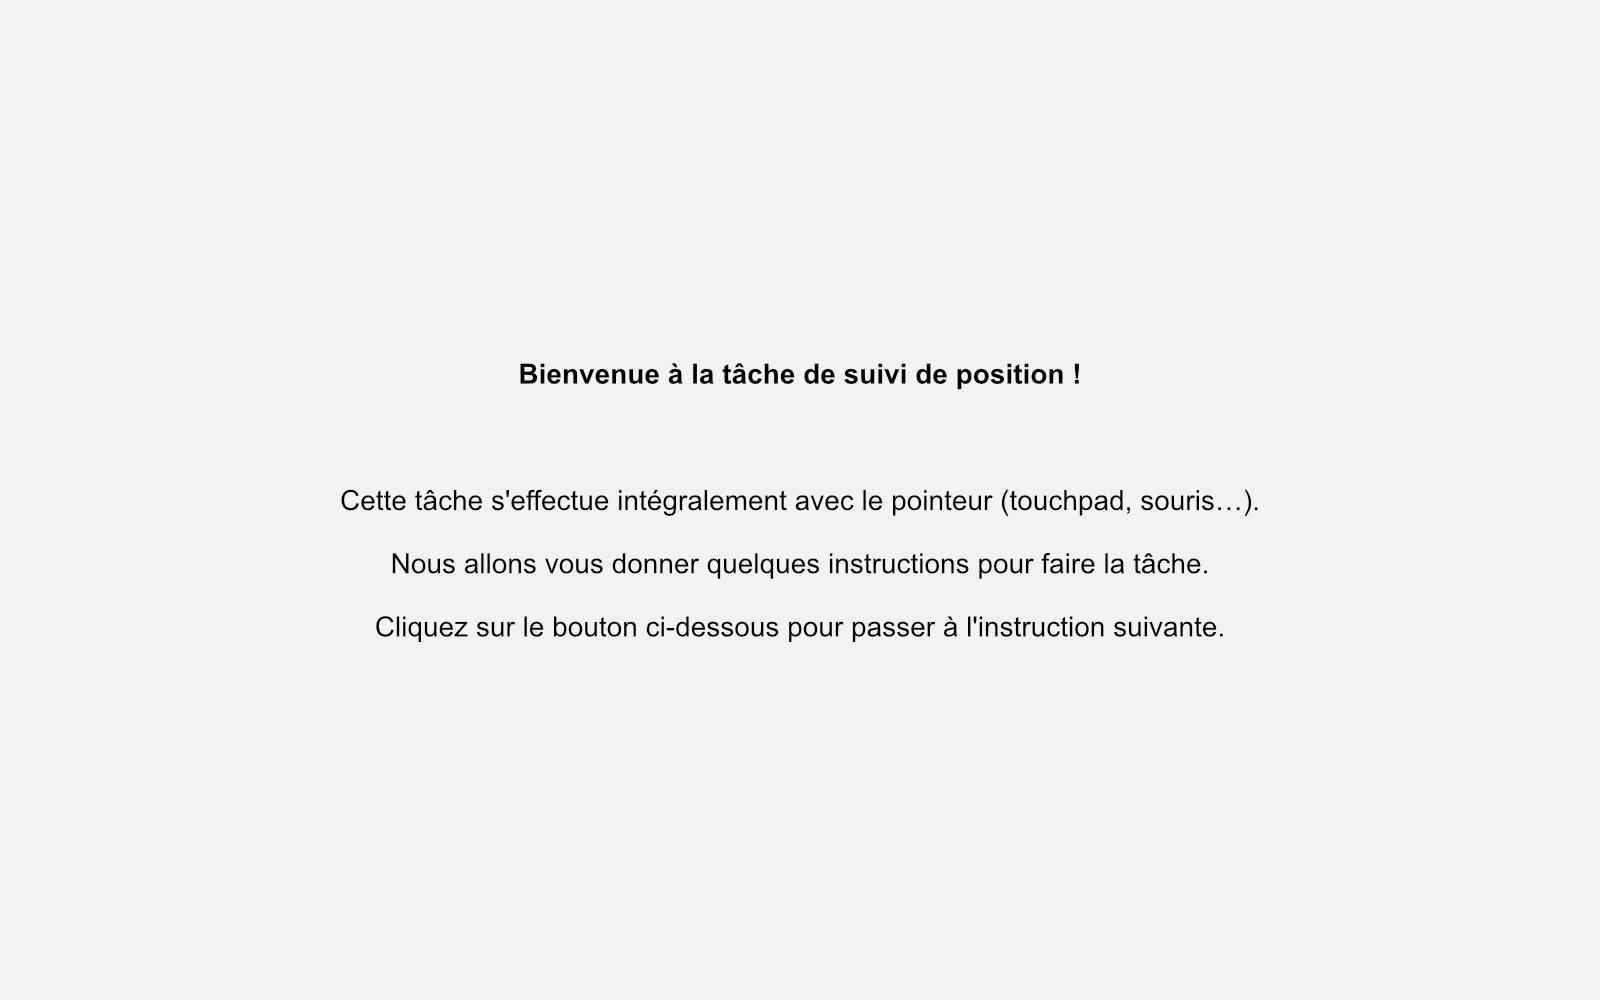 Bienvenue à la tâche de suivi de position !
Cette tâche s'effectue intégralement avec le pointeur (touchpad, souris…).
Nous allons vous donner quelques instructions pour faire la tâche.
Cliquez sur le bouton ci-dessous pour passer à l'instruction suivante.